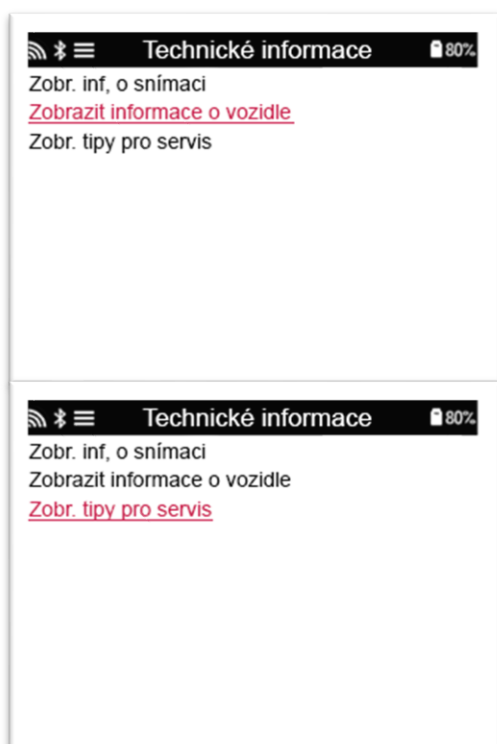 Technické informace 80%
Zobr. inf, o snímaci
Zobrazit informace o vozidle
Zobr. tipy pro servis
Technické informace 80%
Zobr. inf, o snímaci
Zobrazit informace o vozidle
Zobr. tipy pro servis